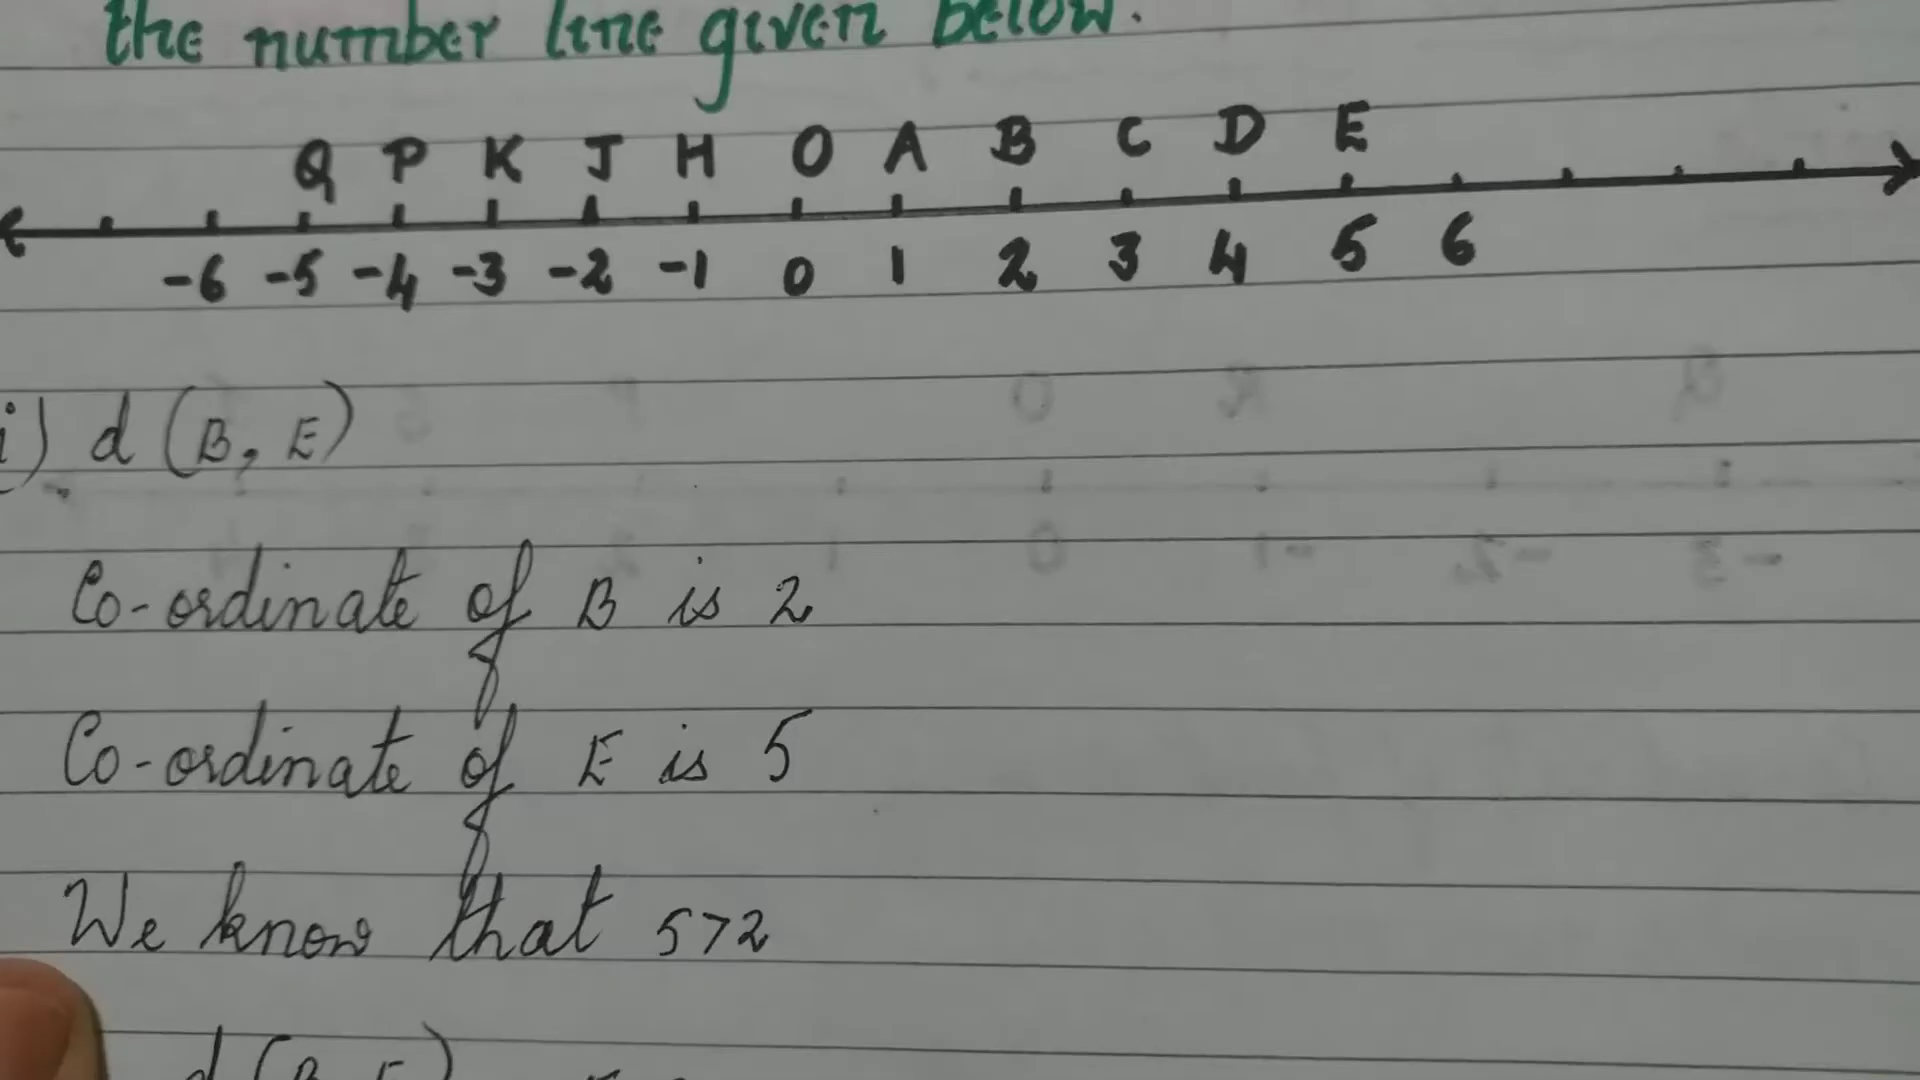 the number line given below.
Q P K J H O A B C D E
-6 -5 -4 -3 -2 -1 0 1 2 3 4 5 6
i) d (B, E)
Co-ordinate of B is 2
Co-ordinate of E is 5
We know that 5>2
d (B, E)